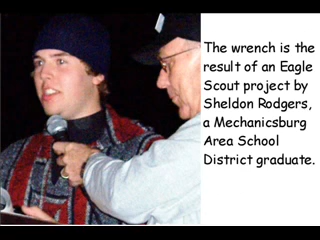 The wrench is the
result of an Eagle
Scout project by
Sheldon Rodgers,
a Mechanicsburg
Area School
District graduate.